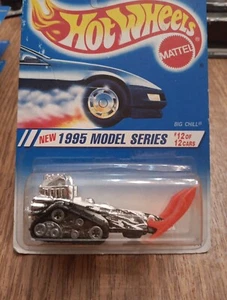 HOT WHEELS
MATTEL
BIG CHILL
NEW 1995 MODEL SERIES #12 OF
12 CARS